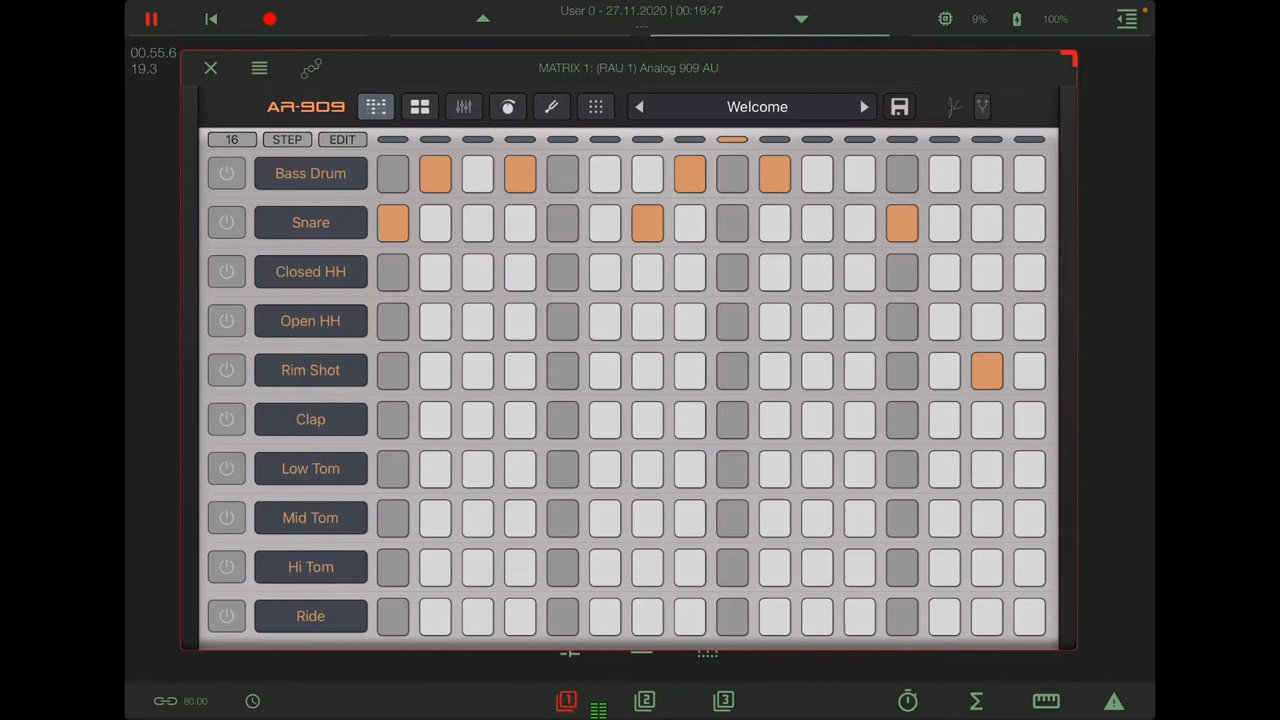 User 0 - 27.11.2020 | 00:19:47
---
9%
100%
00.55.6
19.3
MATRIX 1: (RAU 1) Analog 909 AU
AR-909
Welcome
16
STEP
EDIT
Bass Drum
Snare
Closed HH
Open HH
Rim Shot
Clap
Low Tom
Mid Tom
Hi Tom
Ride
80.00
1
2
3